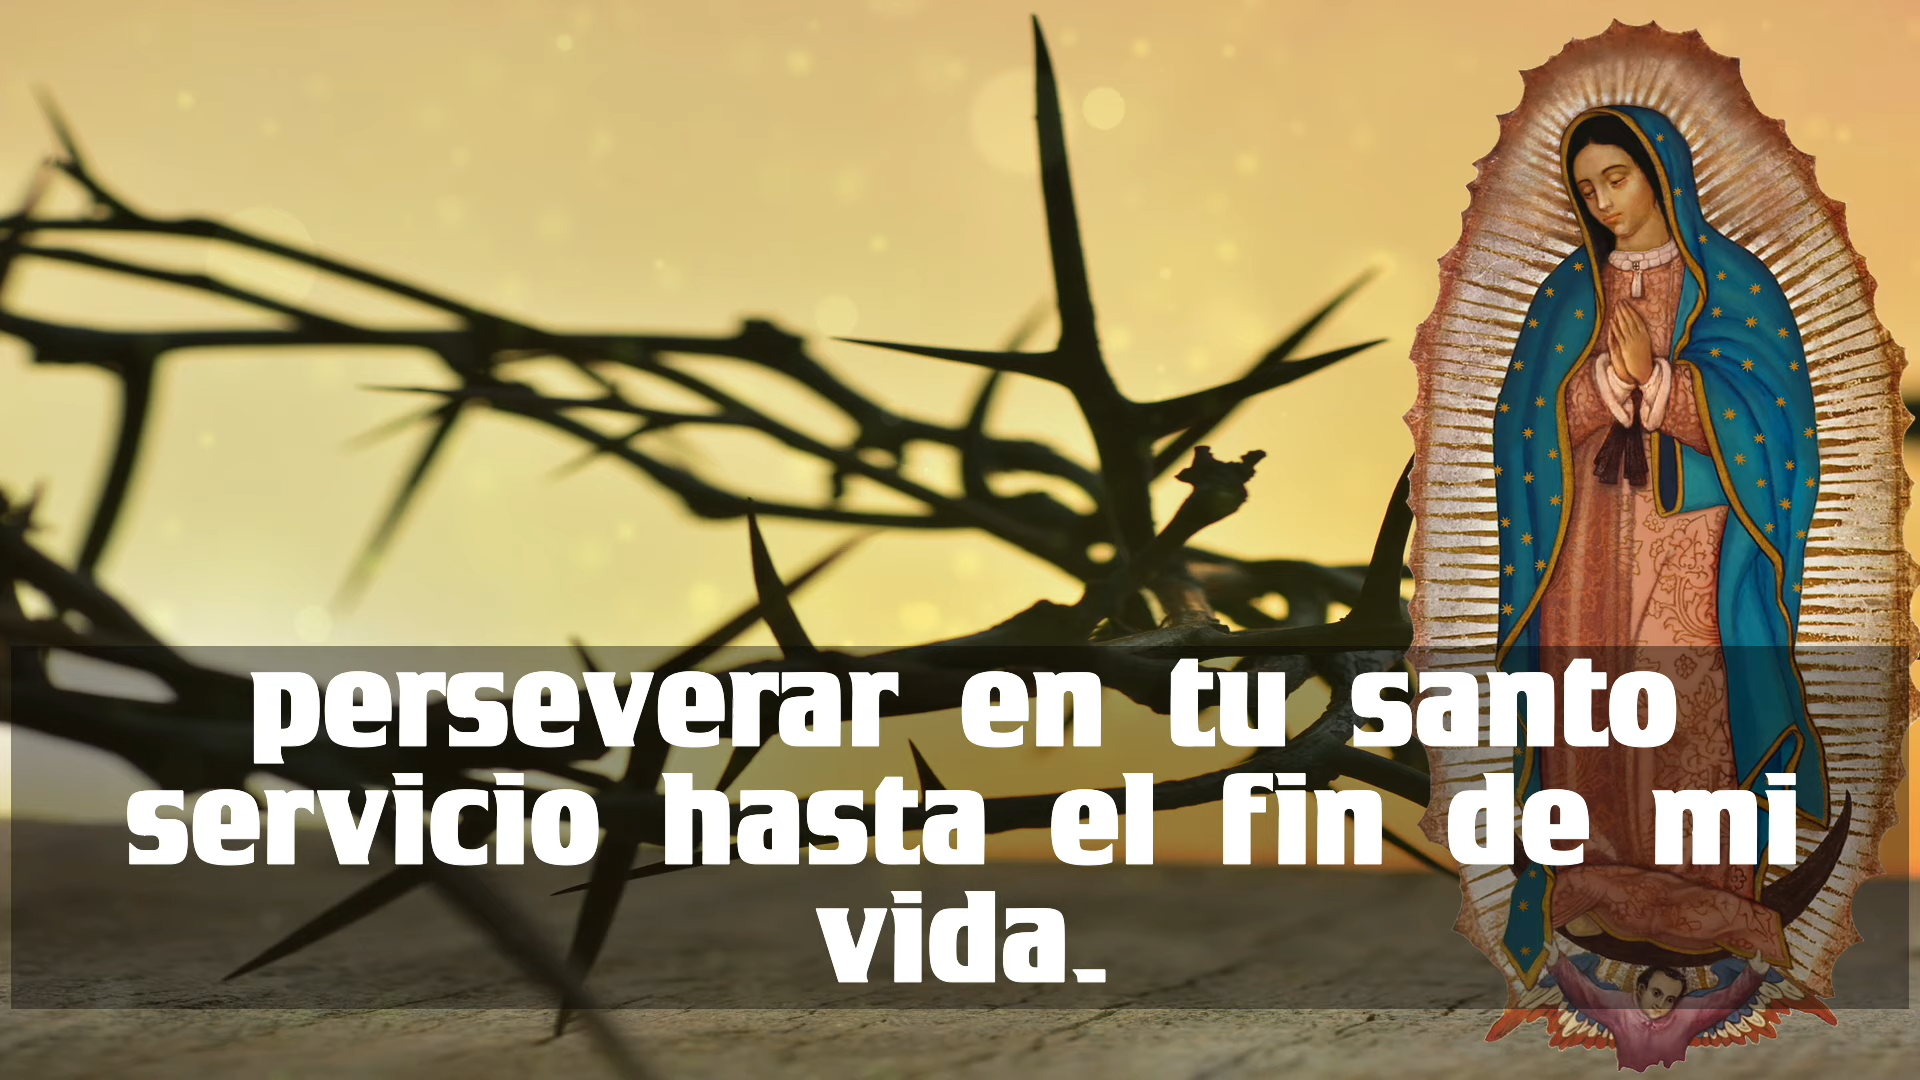 perseverar en tu santo
servicio hasta el fin de mi
vida.